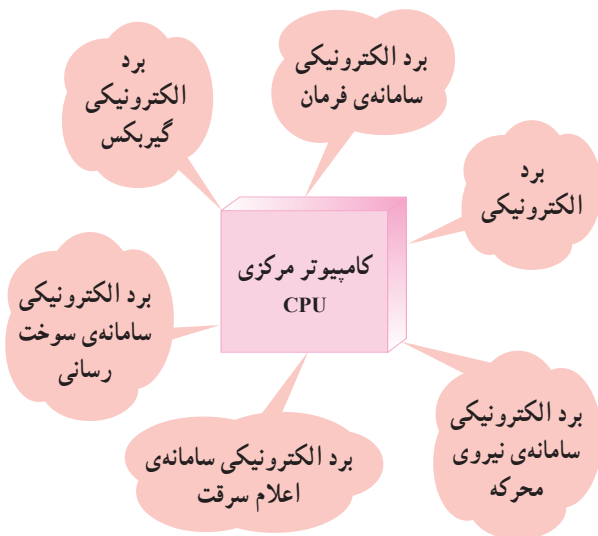 برد الکترونیکی
سامانه‌ی فرمان
برد
الکترونیکی
گیربکس
برد
الکترونیکی
کامپیوتر مرکزی
CPU
برد الکترونیکی
سامانه‌ی سوخت
رسانی
برد الکترونیکی
سامانه‌ی نیروی
محرکه
برد الکترونیکی سامانه‌ی
اعلام سرقت